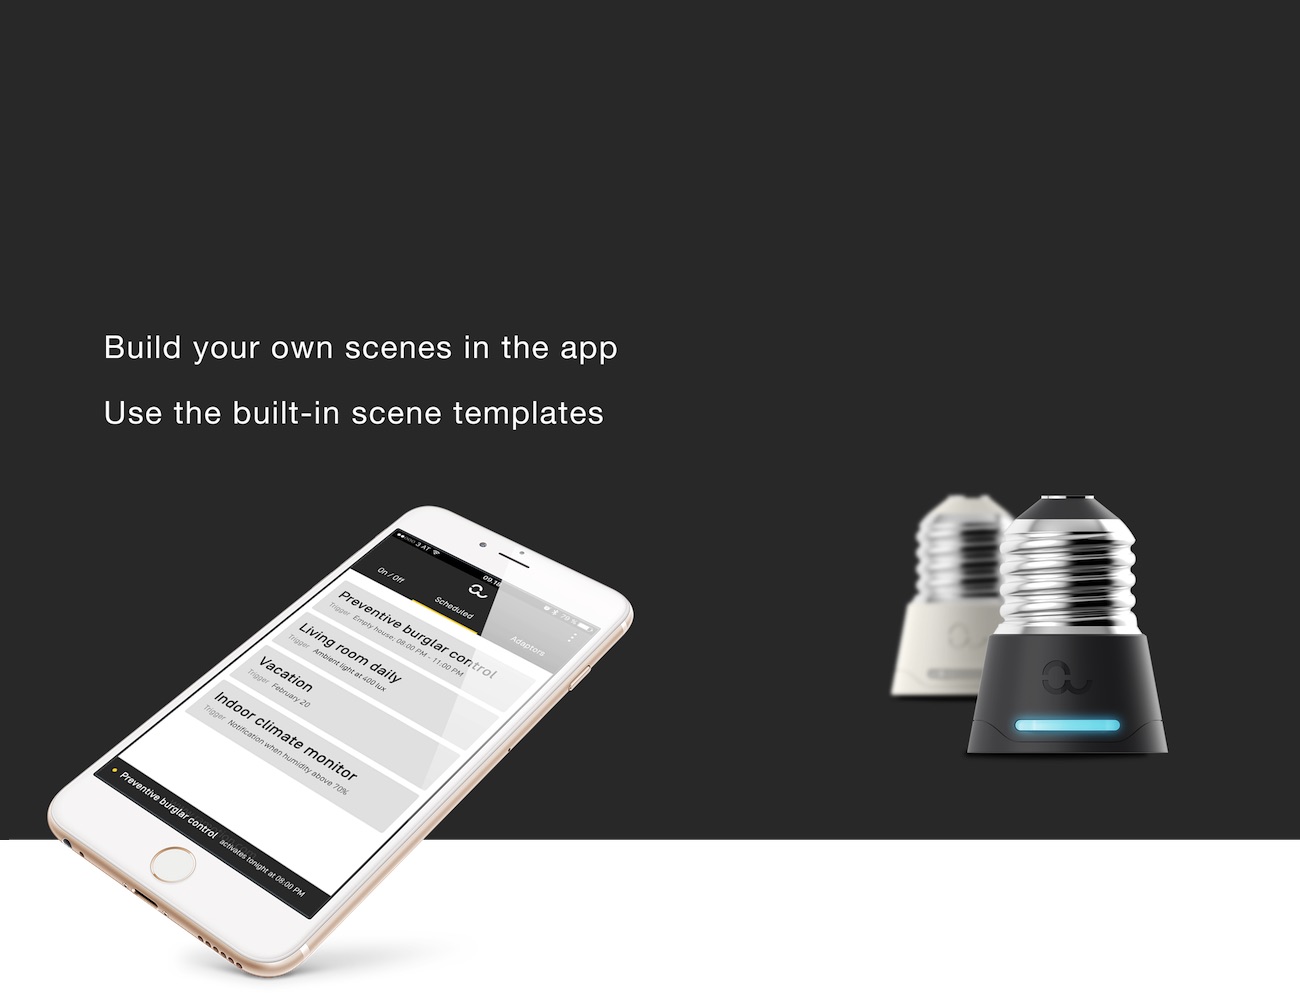 Build your own scenes in the app
Use the built-in scene templates
3 AT
09.18
79 %
On / Off
Scheduled
Adaptors
Preventive burglar control
Trigger Empty house; 08:00 PM - 11:00 PM
Living room daily
Trigger Ambient light at 400 lux
Vacation
Trigger February 20
Indoor climate monitor
Trigger Notification when humidity above 70%
Preventive burglar control activates tonight at 08:00 PM